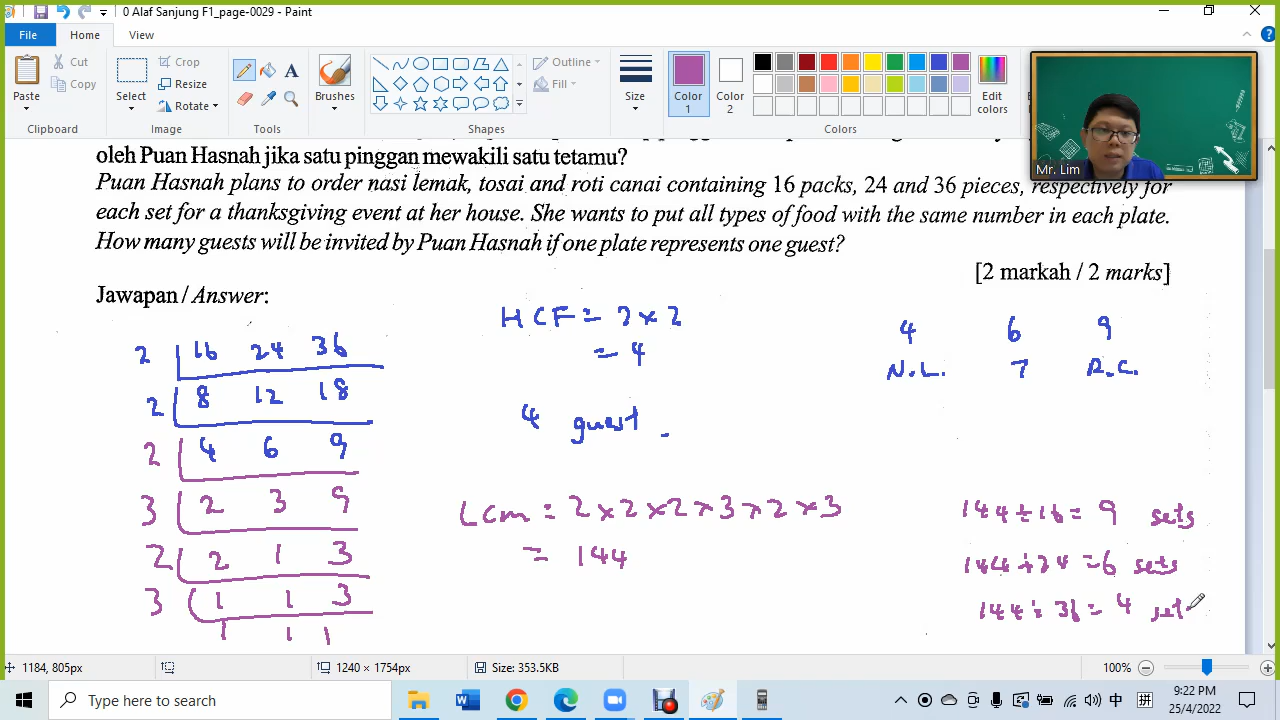 0 Alaf Sanjung F1_page-0029 - Paint
File Home View
Paste Cut Copy Clipboard
Select Crop Resize Rotate Image
Tools
Brushes
Shapes Outline Fill
Size
Color 1 Color 2 Edit colors Colors
Mr. Lim
oleh Puan Hasnah jika satu pinggan mewakili satu tetamu?
Puan Hasnah plans to order nasi lemak, tosai and roti canai containing 16 packs, 24 and 36 pieces, respectively for
each set for a thanksgiving event at her house. She wants to put all types of food with the same number in each plate.
How many guests will be invited by Puan Hasnah if one plate represents one guest?
[2 markah / 2 marks]
Jawapan / Answer:
2 16 24 36
2 8 12 18
2 4 6 9
3 2 3 9
2 2 1 3
3 1 1 3
1 1 1
HCF = 2 × 2
= 4
4 guest
4 6 9
N.L. T R.C.
LCM = 2 × 2 × 2 × 3 × 2 × 3
= 144
144 ÷ 16 = 9 sets
144 ÷ 24 = 6 sets
144 ÷ 36 = 4 set
1184, 805px 1240 × 1754px Size: 353.5KB 100%
Type here to search
中 拼 9:22 PM
25/4/2022